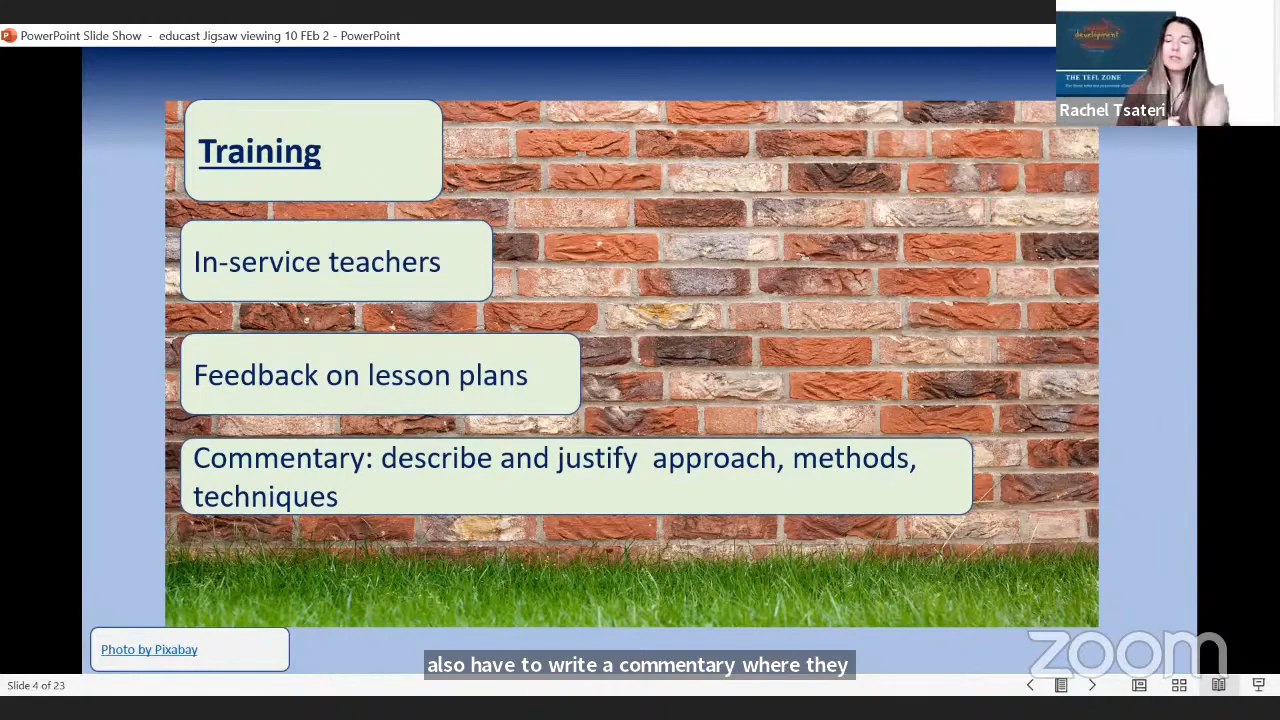 PowerPoint Slide Show - educast Jigsaw viewing 10 FEb 2 - PowerPoint
development
THE TEFL ZONE
Rachel Tsateri
Training
In-service teachers
Feedback on lesson plans
Commentary: describe and justify  approach, methods,
techniques
Photo by Pixabay
also have to write a commentary where they
zoom
Slide 4 of 23